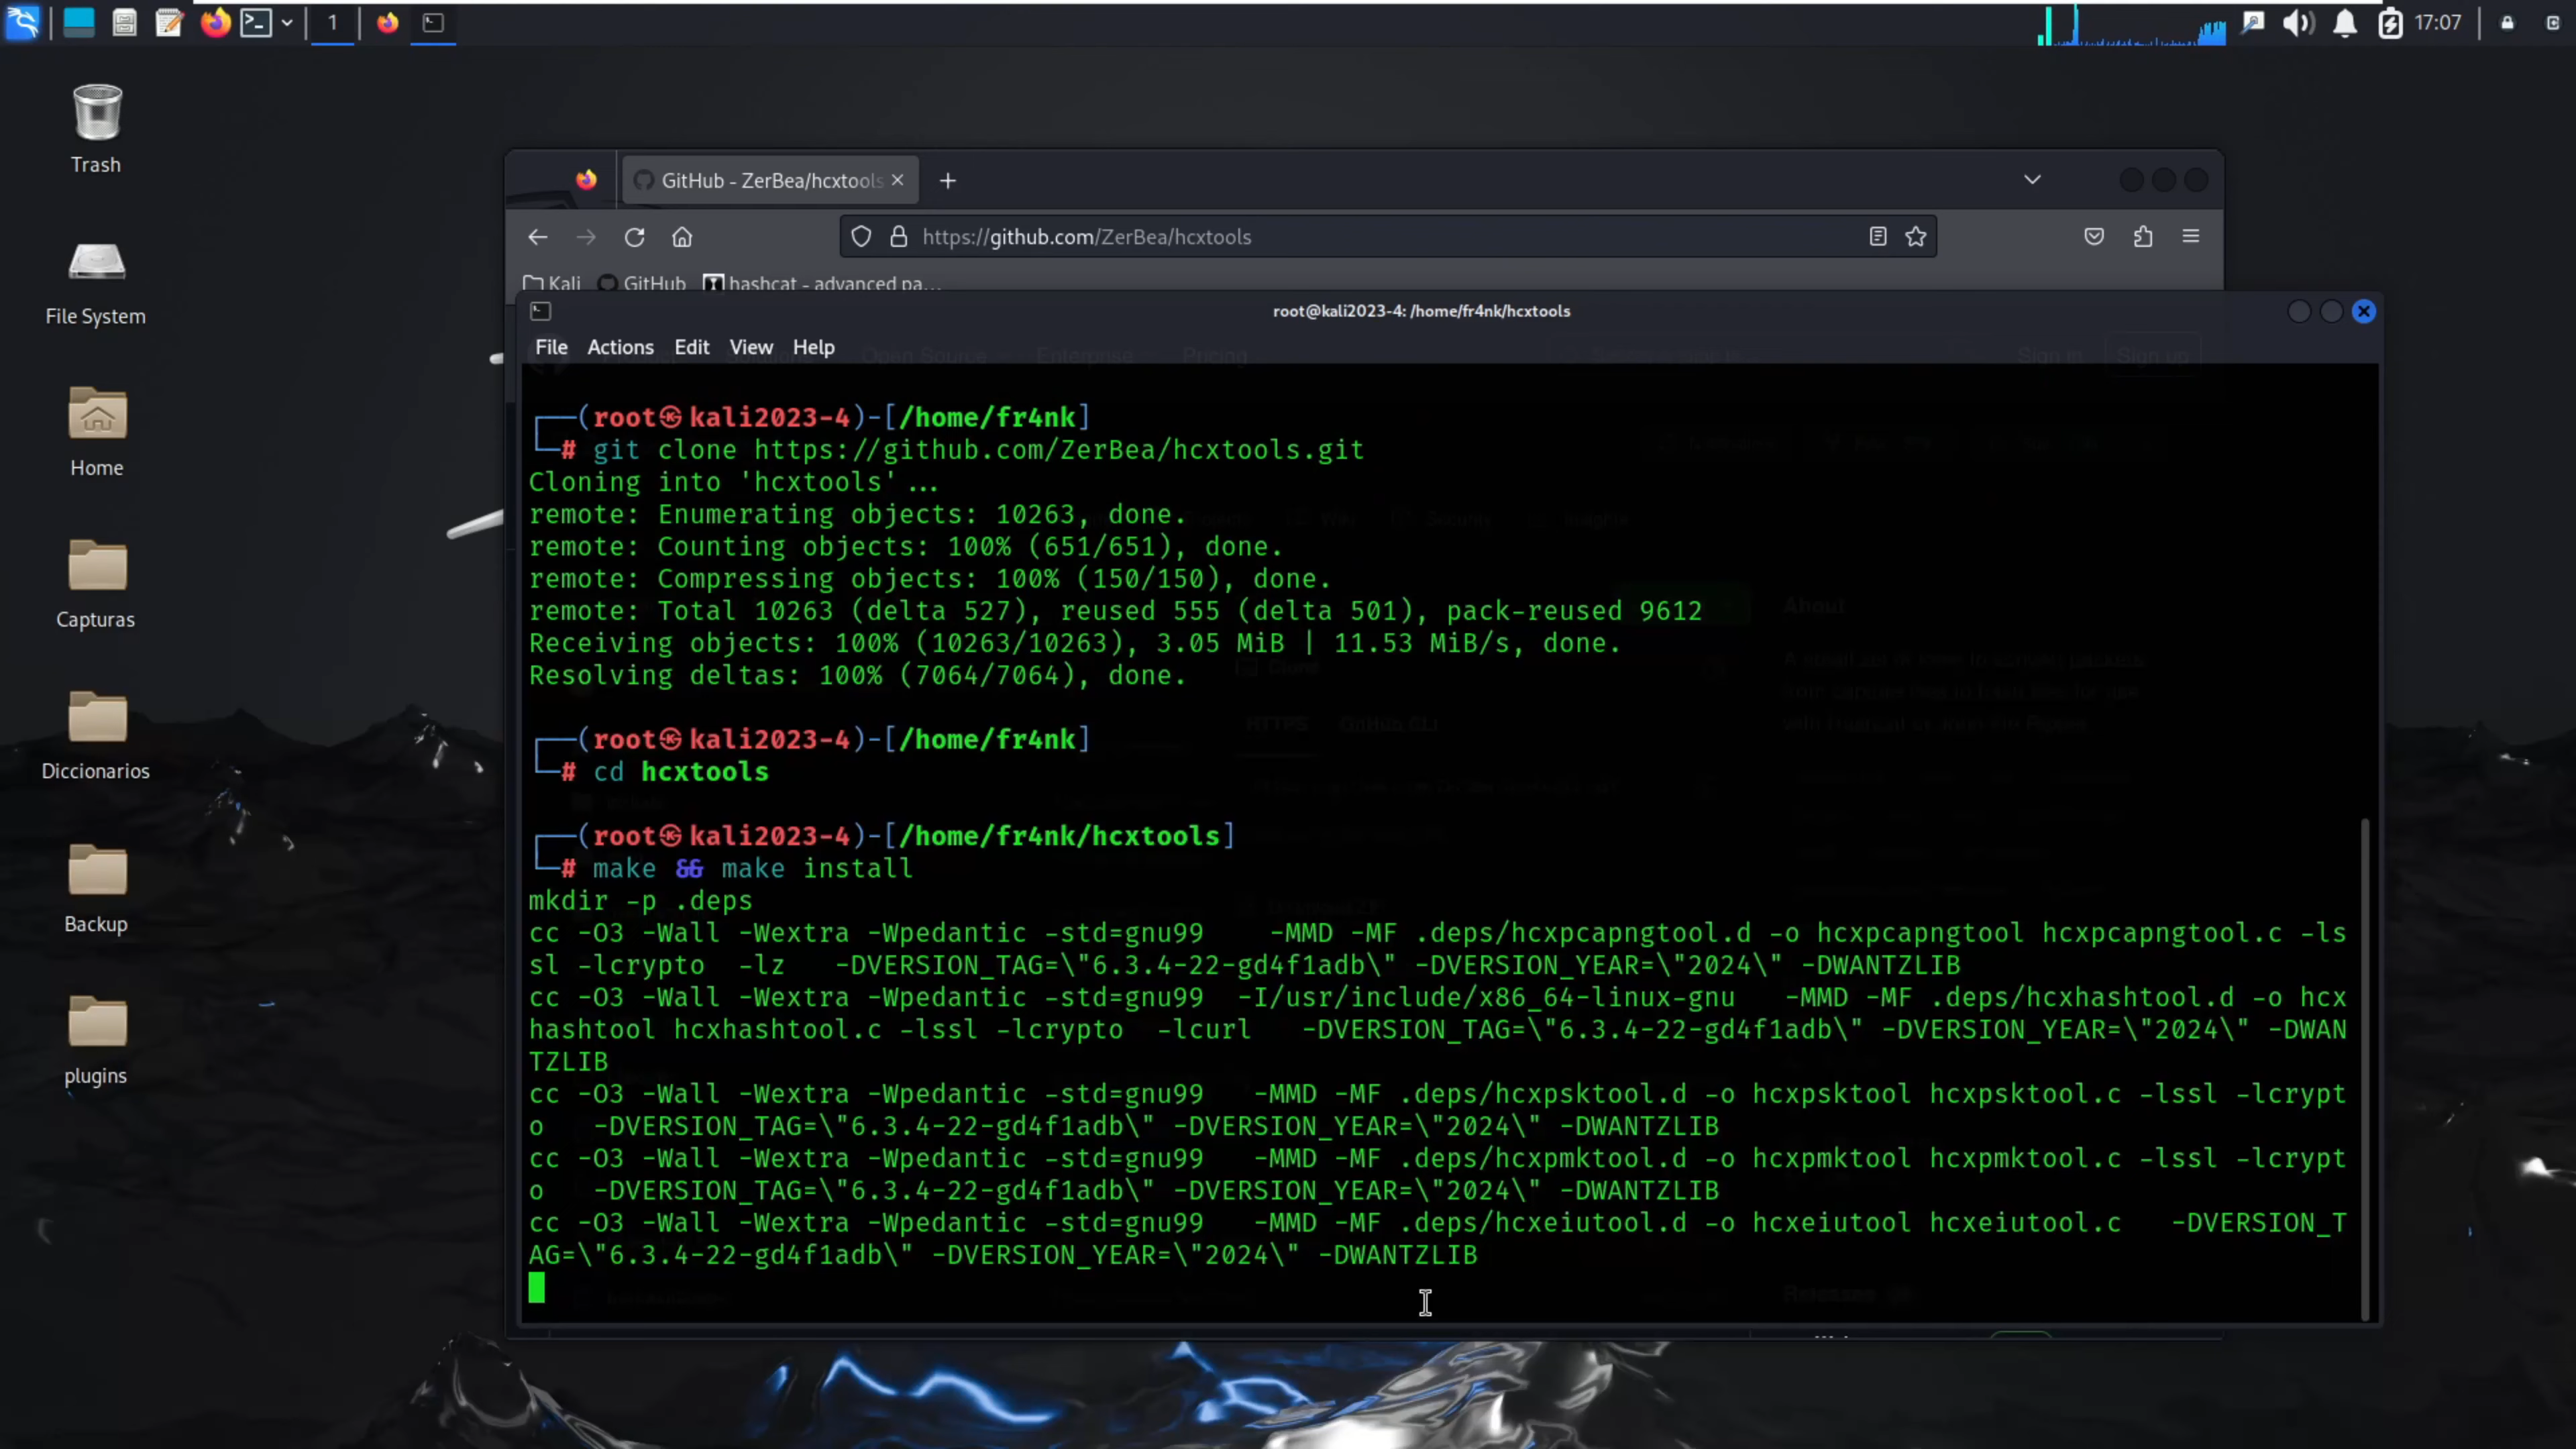 1
17:07
Trash
File System
Home
Capturas
Diccionarios
Backup
plugins
GitHub - ZerBea/hcxtools
https://github.com/ZerBea/hcxtools
Kali GitHub hashcat - advanced pa…
root@kali2023-4: /home/fr4nk/hcxtools
File Actions Edit View Help
Open Source Enterprise Pricing Sign in Sign up
┌──(root㉿kali2023-4)-[/home/fr4nk]
└─# git clone https://github.com/ZerBea/hcxtools.git
Cloning into 'hcxtools'...
remote: Enumerating objects: 10263, done.
remote: Counting objects: 100% (651/651), done.
remote: Compressing objects: 100% (150/150), done.
remote: Total 10263 (delta 527), reused 555 (delta 501), pack-reused 9612
Receiving objects: 100% (10263/10263), 3.05 MiB | 11.53 MiB/s, done.
Resolving deltas: 100% (7064/7064), done.
┌──(root㉿kali2023-4)-[/home/fr4nk]
└─# cd hcxtools
┌──(root㉿kali2023-4)-[/home/fr4nk/hcxtools]
└─# make && make install
mkdir -p .deps
cc -O3 -Wall -Wextra -Wpedantic -std=gnu99    -MMD -MF .deps/hcxpcapngtool.d -o hcxpcapngtool hcxpcapngtool.c -ls
sl -lcrypto  -lz   -DVERSION_TAG=\"6.3.4-22-gd4f1adb\" -DVERSION_YEAR=\"2024\" -DWANTZLIB
cc -O3 -Wall -Wextra -Wpedantic -std=gnu99  -I/usr/include/x86_64-linux-gnu   -MMD -MF .deps/hcxhashtool.d -o hcx
hashtool hcxhashtool.c -lssl -lcrypto  -lcurl   -DVERSION_TAG=\"6.3.4-22-gd4f1adb\" -DVERSION_YEAR=\"2024\" -DWAN
TZLIB
cc -O3 -Wall -Wextra -Wpedantic -std=gnu99   -MMD -MF .deps/hcxpsktool.d -o hcxpsktool hcxpsktool.c -lssl -lcrypt
o   -DVERSION_TAG=\"6.3.4-22-gd4f1adb\" -DVERSION_YEAR=\"2024\" -DWANTZLIB
cc -O3 -Wall -Wextra -Wpedantic -std=gnu99   -MMD -MF .deps/hcxpmktool.d -o hcxpmktool hcxpmktool.c -lssl -lcrypt
o   -DVERSION_TAG=\"6.3.4-22-gd4f1adb\" -DVERSION_YEAR=\"2024\" -DWANTZLIB
cc -O3 -Wall -Wextra -Wpedantic -std=gnu99   -MMD -MF .deps/hcxeiutool.d -o hcxeiutool hcxeiutool.c   -DVERSION_T
AG=\"6.3.4-22-gd4f1adb\" -DVERSION_YEAR=\"2024\" -DWANTZLIB